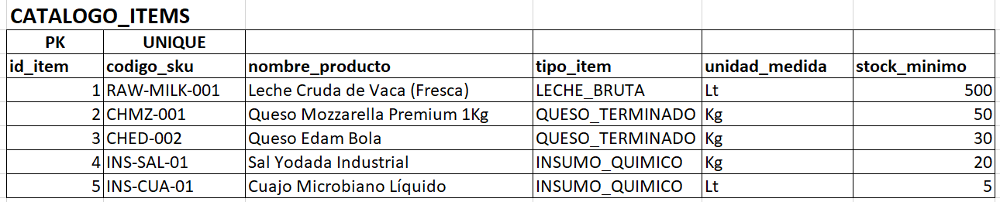 CATALOGO_ITEMS
PK UNIQUE
id_item codigo_sku nombre_producto tipo_item unidad_medida stock_minimo
1 RAW-MILK-001 Leche Cruda de Vaca (Fresca) LECHE_BRUTA Lt 500
2 CHMZ-001 Queso Mozzarella Premium 1Kg QUESO_TERMINADO Kg 50
3 CHED-002 Queso Edam Bola QUESO_TERMINADO Kg 30
4 INS-SAL-01 Sal Yodada Industrial INSUMO_QUIMICO Kg 20
5 INS-CUA-01 Cuajo Microbiano Líquido INSUMO_QUIMICO Lt 5